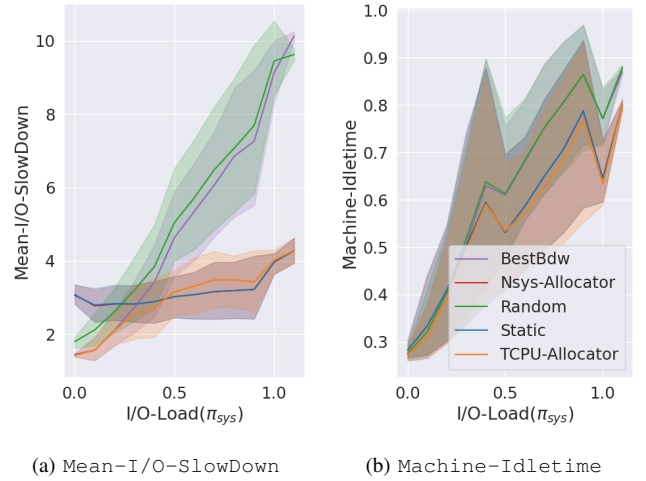 Mean-I/O-SlowDown
10
8
6
4
2
0.0 0.5 1.0
I/O-Load(π_sys)
(a) Mean-I/O-SlowDown
Machine-Idletime
1.0
0.9
0.8
0.7
0.6
0.5
0.4
0.3
BestBdw
Nsys-Allocator
Random
Static
TCPU-Allocator
0.0 0.5 1.0
I/O-Load(π_sys)
(b) Machine-Idletime